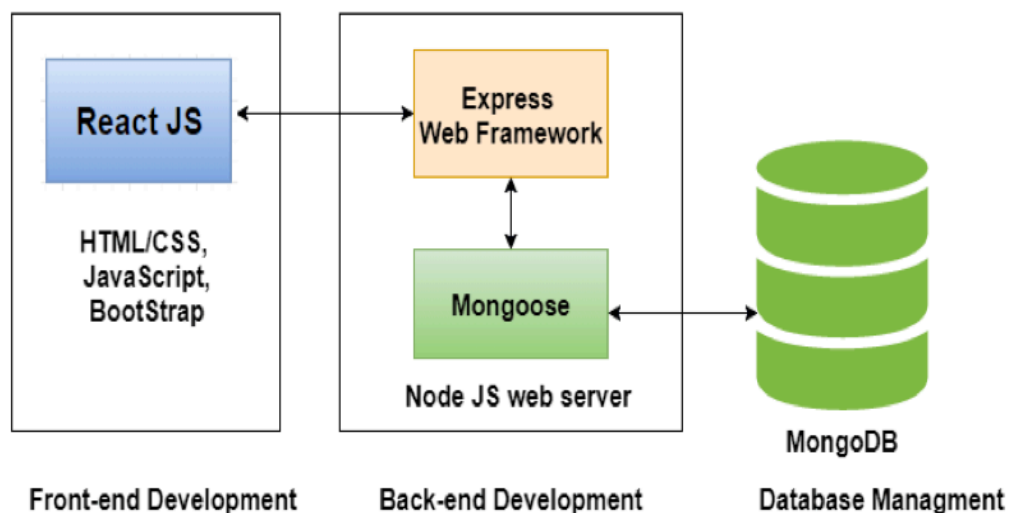 React JS
HTML/CSS,
JavaScript,
BootStrap
Express
Web Framework
Mongoose
Node JS web server
MongoDB
Front-end Development
Back-end Development
Database Managment